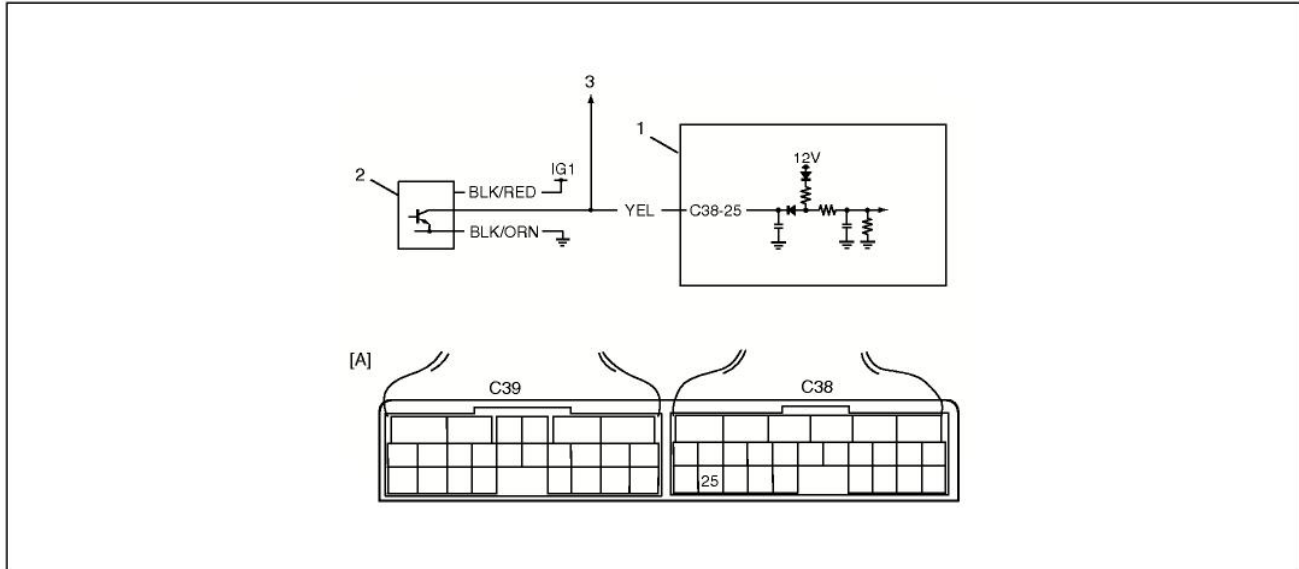 3
1
12V
2
IG1
BLK/RED
YEL
C38-25
BLK/ORN
[A]
C39
C38
25